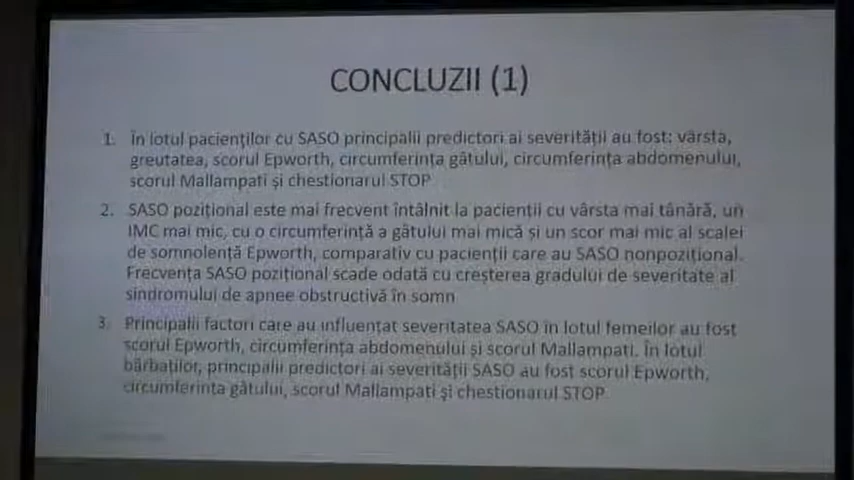 CONCLUZII (1)
1. În lotul pacienților cu SASO principalii predictori ai severității au fost: vârsta,
greutatea, scorul Epworth, circumferința gâtului, circumferința abdomenului,
scorul Mallampati și chestionarul STOP
2. SASO pozițional este mai frecvent întâlnit la pacienții cu vârsta mai tânără, un
IMC mai mic, cu o circumferință a gâtului mai mică și un scor mai mic al scalei
de somnolență Epworth, comparativ cu pacienții care au SASO nonpozițional.
Frecvența SASO pozițional scade odată cu creșterea gradului de severitate al
sindromului de apnee obstructivă în somn
3. Principalii factori care au influențat severitatea SASO în lotul femeilor au fost
scorul Epworth, circumferința abdomenului și scorul Mallampati. În lotul
bărbaților, principalii predictori ai severității SASO au fost scorul Epworth,
circumferința gâtului, scorul Mallampati și chestionarul STOP